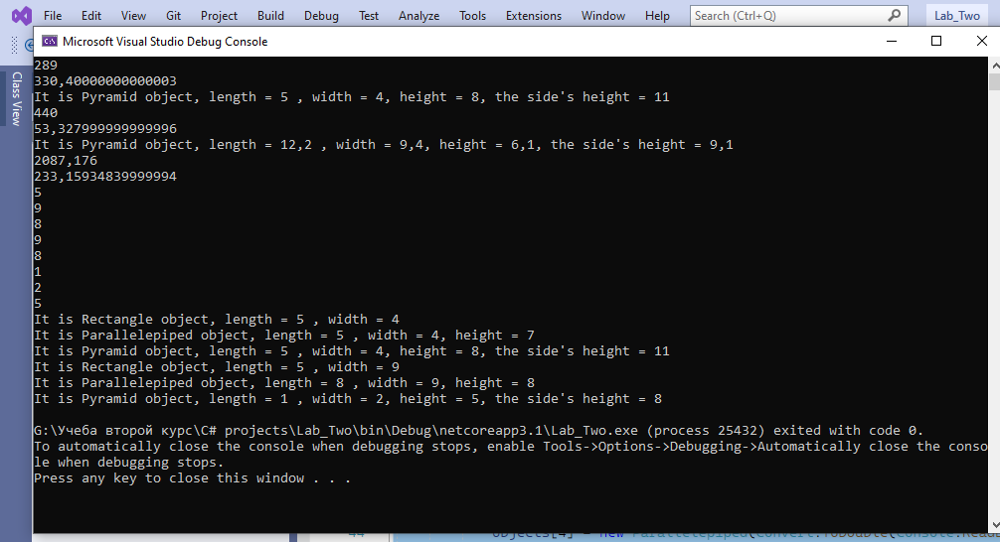 File Edit View Git Project Build Debug Test Analyze Tools Extensions Window Help Search (Ctrl+Q) Lab_Two
Microsoft Visual Studio Debug Console
Class View
289
330,40000000000003
It is Pyramid object, length = 5 , width = 4, height = 8, the side's height = 11
440
53,327999999999996
It is Pyramid object, length = 12,2 , width = 9,4, height = 6,1, the side's height = 9,1
2087,176
233,15934839999994
5
9
8
9
8
1
2
5
It is Rectangle object, length = 5 , width = 4
It is Parallelepiped object, length = 5 , width = 4, height = 7
It is Pyramid object, length = 5 , width = 4, height = 8, the side's height = 11
It is Rectangle object, length = 5 , width = 9
It is Parallelepiped object, length = 8 , width = 9, height = 8
It is Pyramid object, length = 1 , width = 2, height = 5, the side's height = 8
G:\Учеба второй курс\C# projects\Lab_Two\bin\Debug\netcoreapp3.1\Lab_Two.exe (process 25432) exited with code 0.
To automatically close the console when debugging stops, enable Tools->Options->Debugging->Automatically close the conso
le when debugging stops.
Press any key to close this window . . .